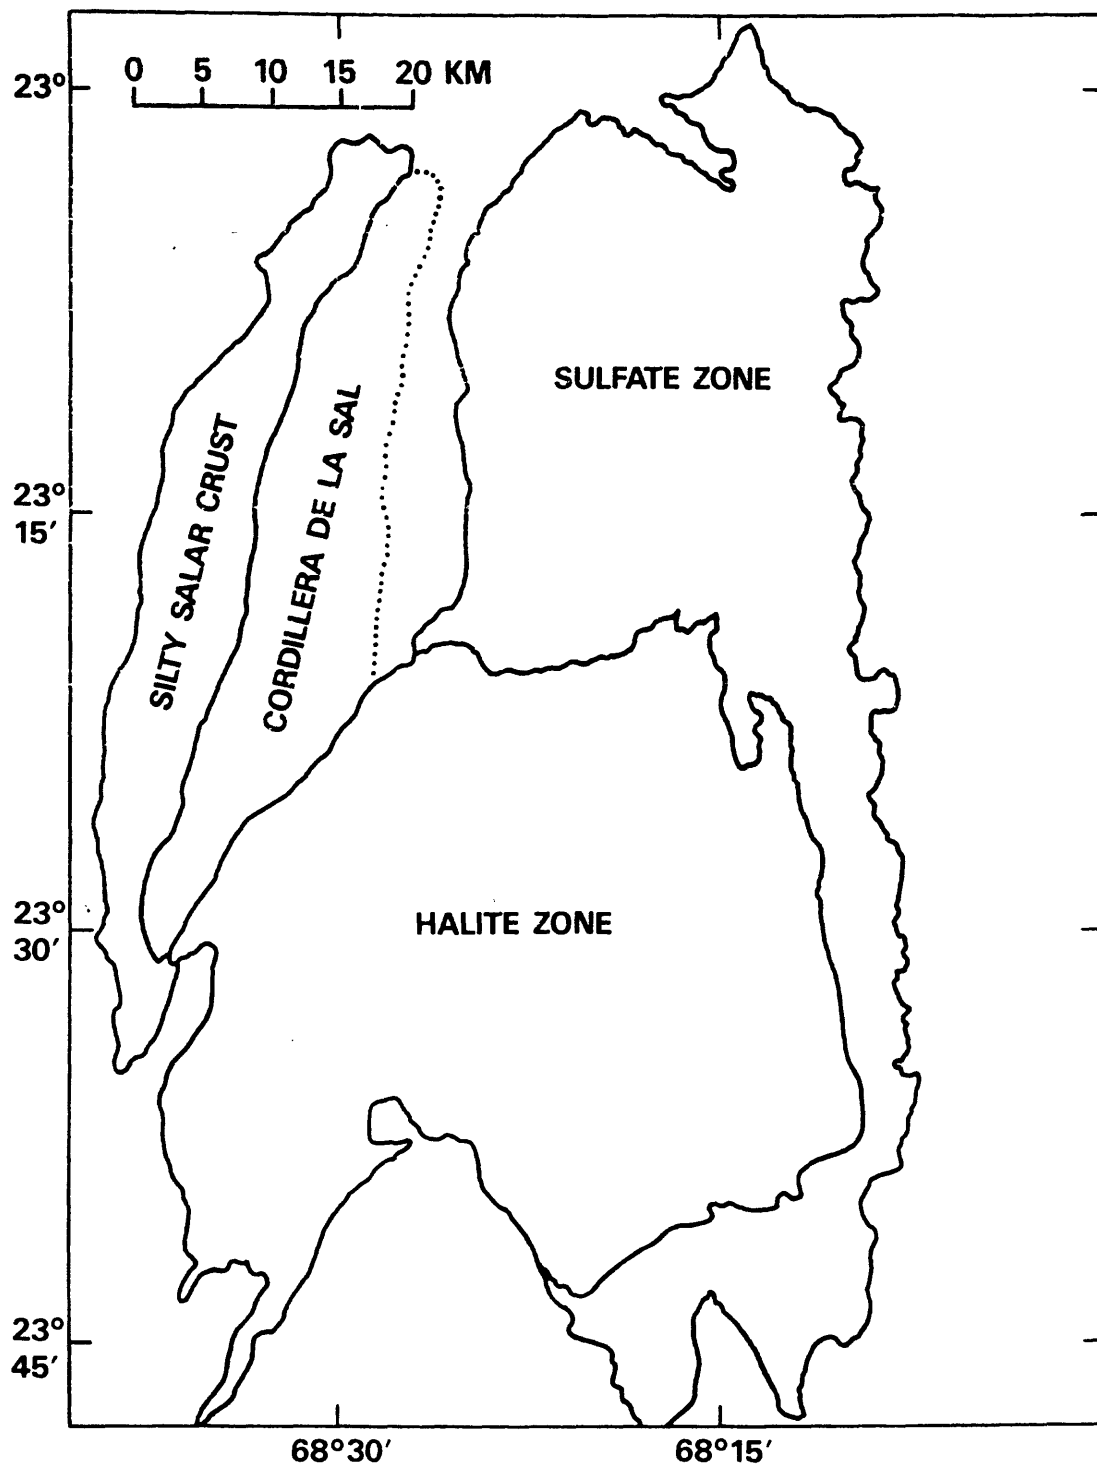 0 5 10 15 20 KM
23°
SULFATE ZONE
SILTY SALAR CRUST
CORDILLERA DE LA SAL
23°
15′
HALITE ZONE
23°
30′
23°
45′
68°30′ 68°15′